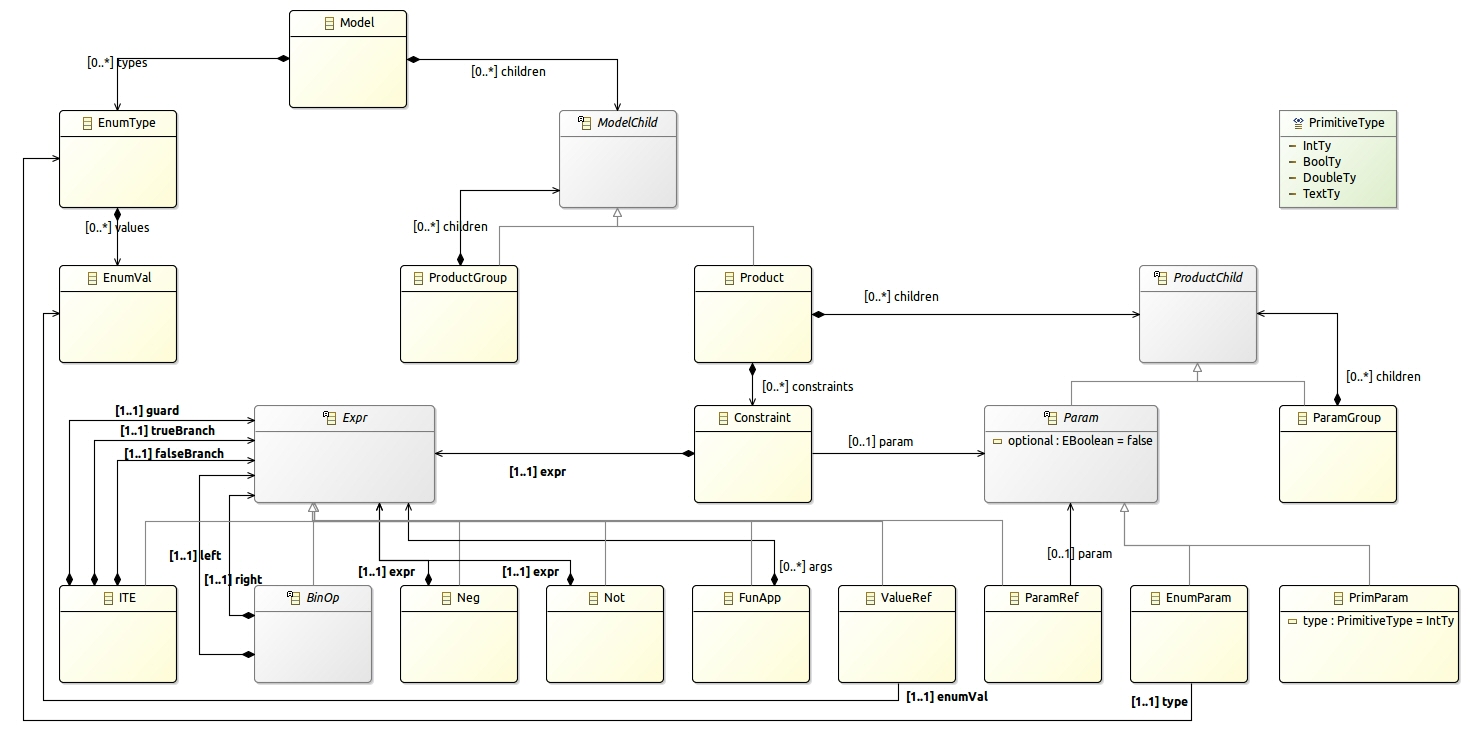 Model
[0..*] types
[0..*] children
EnumType
ModelChild
PrimitiveType
IntTy
BoolTy
DoubleTy
TextTy
[0..*] values
[0..*] children
EnumVal
ProductGroup
Product
ProductChild
[0..*] children
[0..*] constraints
[0..*] children
[1..1] guard
[1..1] trueBranch
[1..1] falseBranch
Expr
Constraint
Param
optional : EBoolean = false
ParamGroup
[0..1] param
[1..1] expr
[1..1] left
[1..1] right
[1..1] expr
[1..1] expr
[0..*] args
[0..1] param
ITE
BinOp
Neg
Not
FunApp
ValueRef
ParamRef
EnumParam
PrimParam
type : PrimitiveType = IntTy
[1..1] enumVal
[1..1] type